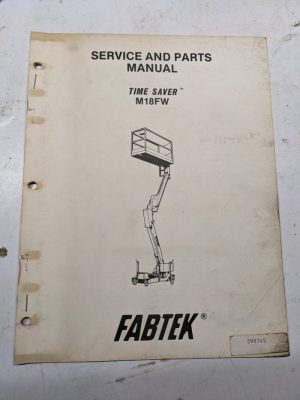 SERVICE AND PARTS
MANUAL
TIME SAVER™
M18FW
FABTEK®